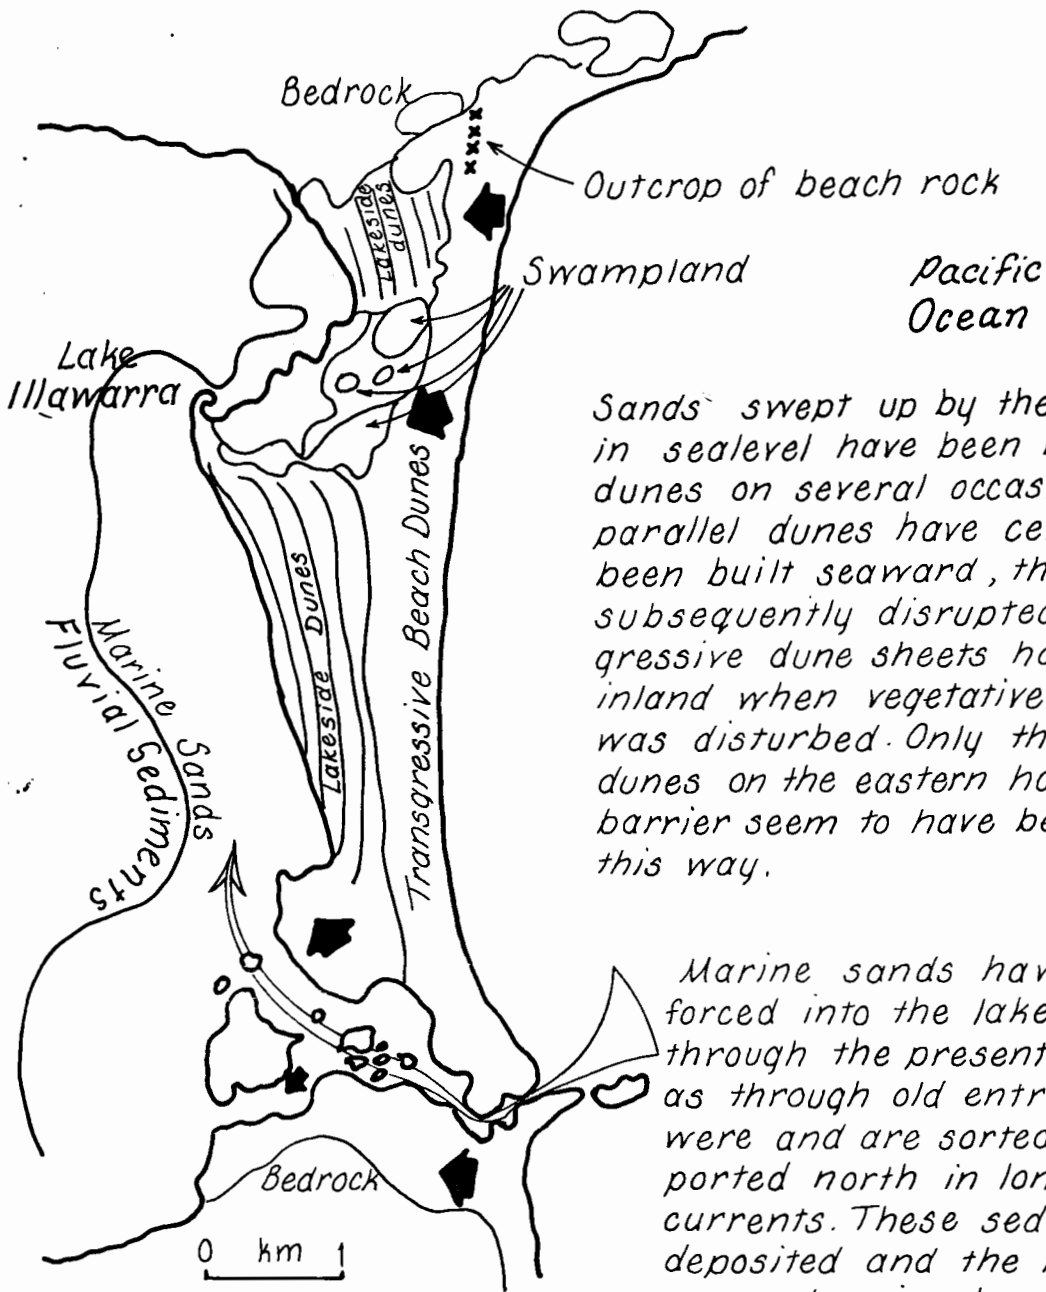 Bedrock
Outcrop of beach rock
Lakeside
dunes
Swampland
Pacific
Ocean
Lake
Illawarra
Sands swept up by the
in sealevel have been
dunes on several occas
parallel dunes have ce
been built seaward, th
subsequently disrupted
gressive dune sheets ha
inland when vegetative
was disturbed. Only th
dunes on the eastern ha
barrier seem to have be
this way.
Lakeside Dunes
Transgressive Beach Dunes
Marine Sands
Fluvial Sediments
Marine sands hav
forced into the lake
through the present
as through old entr
were and are sorted
ported north in lon
currents. These sed
deposited and the
Bedrock
0 km 1